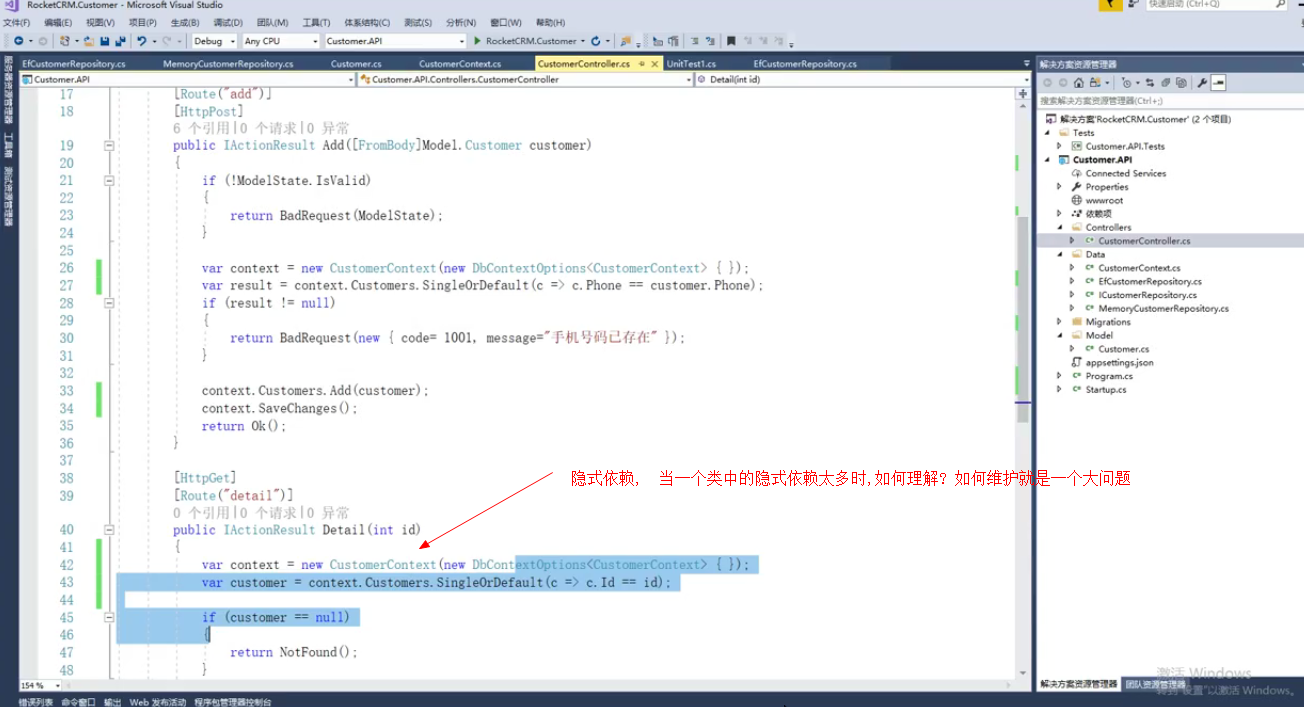 RocketCRM.Customer - Microsoft Visual Studio
快速启动 (Ctrl+Q)
文件(F) 编辑(E) 视图(V) 项目(P) 生成(B) 调试(D) 团队(M) 工具(T) 体系结构(C) 测试(S) 分析(N) 窗口(W) 帮助(H)
Debug Any CPU Customer.API RocketCRM.Customer
EfCustomerRepository.cs MemoryCustomerRepository.cs Customer.cs CustomerContext.cs CustomerController.cs UnitTest1.cs EfCustomerRepository.cs
Customer.API Customer.API.Controllers.CustomerController Detail(int id)
服务器资源管理器
工具箱
测试资源管理器
17 [Route("add")]
18 [HttpPost]
6 个引用|0 个请求|0 异常
19 public IActionResult Add([FromBody]Model.Customer customer)
20 {
21 if (!ModelState.IsValid)
22 {
23 return BadRequest(ModelState);
24 }
25
26 var context = new CustomerContext(new DbContextOptions<CustomerContext> { });
27 var result = context.Customers.SingleOrDefault(c => c.Phone == customer.Phone);
28 if (result != null)
29 {
30 return BadRequest(new { code= 1001, message="手机号码已存在" });
31 }
32
33 context.Customers.Add(customer);
34 context.SaveChanges();
35 return Ok();
36 }
37
38 [HttpGet]
39 [Route("detail")]
0 个引用|0 个请求|0 异常
40 public IActionResult Detail(int id)
41 {
42 var context = new CustomerContext(new DbContextOptions<CustomerContext> { });
43 var customer = context.Customers.SingleOrDefault(c => c.Id == id);
44
45 if (customer == null)
46 {
47 return NotFound();
48 }
隐式依赖, 当一个类中的隐式依赖太多时,如何理解? 如何维护就是一个大问题
154 %
错误列表 命令窗口 输出 Web 发布活动 程序包管理器控制台
解决方案资源管理器
搜索解决方案资源管理器(Ctrl+;)
解决方案'RocketCRM.Customer' (2 个项目)
Tests
Customer.API.Tests
Customer.API
Connected Services
Properties
wwwroot
依赖项
Controllers
CustomerController.cs
Data
CustomerContext.cs
EfCustomerRepository.cs
ICustomerRepository.cs
MemoryCustomerRepository.cs
Migrations
Model
Customer.cs
appsettings.json
Program.cs
Startup.cs
激活 Windows
转到"设置"以激活 Windows。
解决方案资源管理器 团队资源管理器